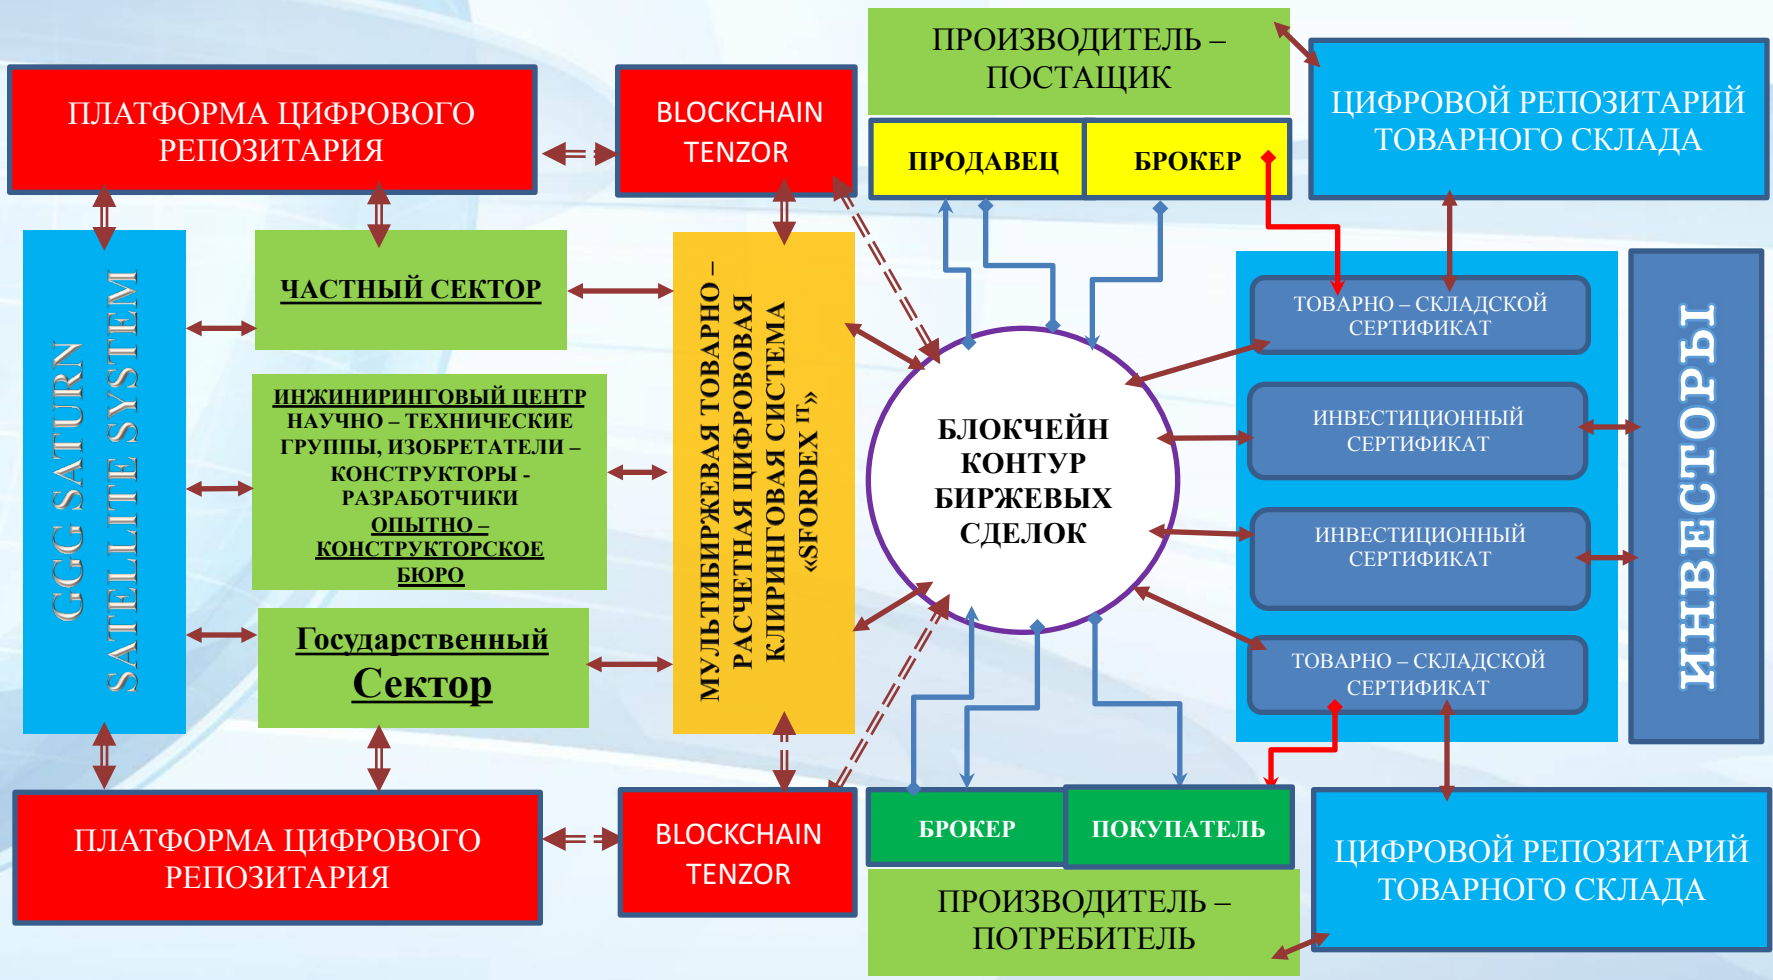 ПРОИЗВОДИТЕЛЬ –
ПОСТАЩИК
ПЛАТФОРМА ЦИФРОВОГО
РЕПОЗИТАРИЯ
BLOCKCHAIN
TENZOR
ПРОДАВЕЦ
БРОКЕР
ЦИФРОВОЙ РЕПОЗИТАРИЙ
ТОВАРНОГО СКЛАДА
GGG SATURN
SATELLITE SYSTEM
ЧАСТНЫЙ СЕКТОР
ИНЖИНИРИНГОВЫЙ ЦЕНТР
НАУЧНО – ТЕХНИЧЕСКИЕ
ГРУППЫ, ИЗОБРЕТАТЕЛИ –
КОНСТРУКТОРЫ -
РАЗРАБОТЧИКИ
ОПЫТНО –
КОНСТРУКТОРСКОЕ
БЮРО
Государственный
Сектор
МУЛЬТИБИРЖЕВАЯ ТОВАРНО –
РАСЧЕТНАЯ ЦИФРОВОВАЯ
КЛИРИНГОВАЯ СИСТЕМА
«SFORDEX IT»
БЛОКЧЕЙН
КОНТУР
БИРЖЕВЫХ
СДЕЛОК
ТОВАРНО – СКЛАДСКОЙ
СЕРТИФИКАТ
ИНВЕСТИЦИОННЫЙ
СЕРТИФИКАТ
ИНВЕСТИЦИОННЫЙ
СЕРТИФИКАТ
ТОВАРНО – СКЛАДСКОЙ
СЕРТИФИКАТ
ИНВЕСТОРЫ
ПЛАТФОРМА ЦИФРОВОГО
РЕПОЗИТАРИЯ
BLOCKCHAIN
TENZOR
БРОКЕР
ПОКУПАТЕЛЬ
ПРОИЗВОДИТЕЛЬ –
ПОТРЕБИТЕЛЬ
ЦИФРОВОЙ РЕПОЗИТАРИЙ
ТОВАРНОГО СКЛАДА